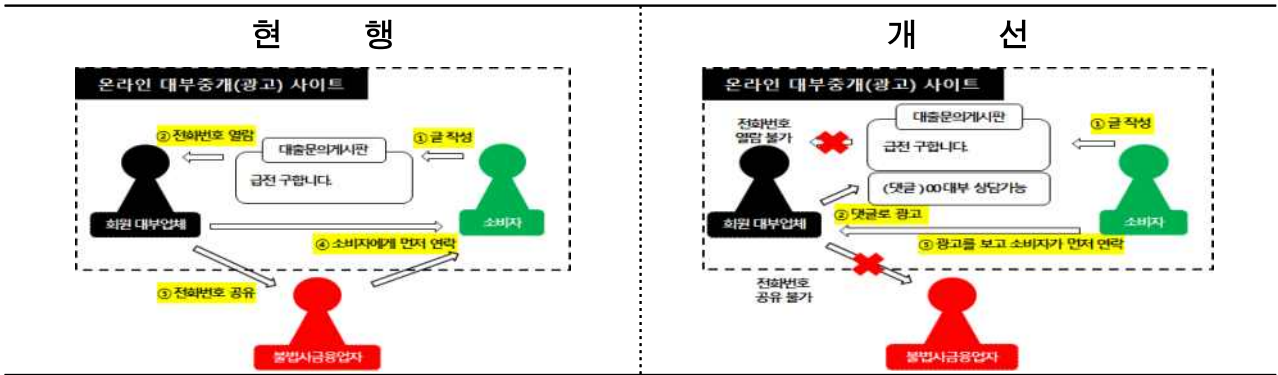 현 행
온라인 대부중개(광고) 사이트
② 전화번호 열람
① 글 작성
대출문의게시판
급전 구합니다.
회원 대부업체
소비자
④ 소비자에게 먼저 연락
③ 전화번호 공유
불법사금융업자
개 선
온라인 대부중개(광고) 사이트
전화번호
열람 불가
대출문의게시판
① 글 작성
급전 구합니다.
(댓글)00대부 상담가능
회원 대부업체
② 댓글로 광고
소비자
③ 광고를 보고 소비자가 먼저 연락
전화번호
공유 불가
불법사금융업자